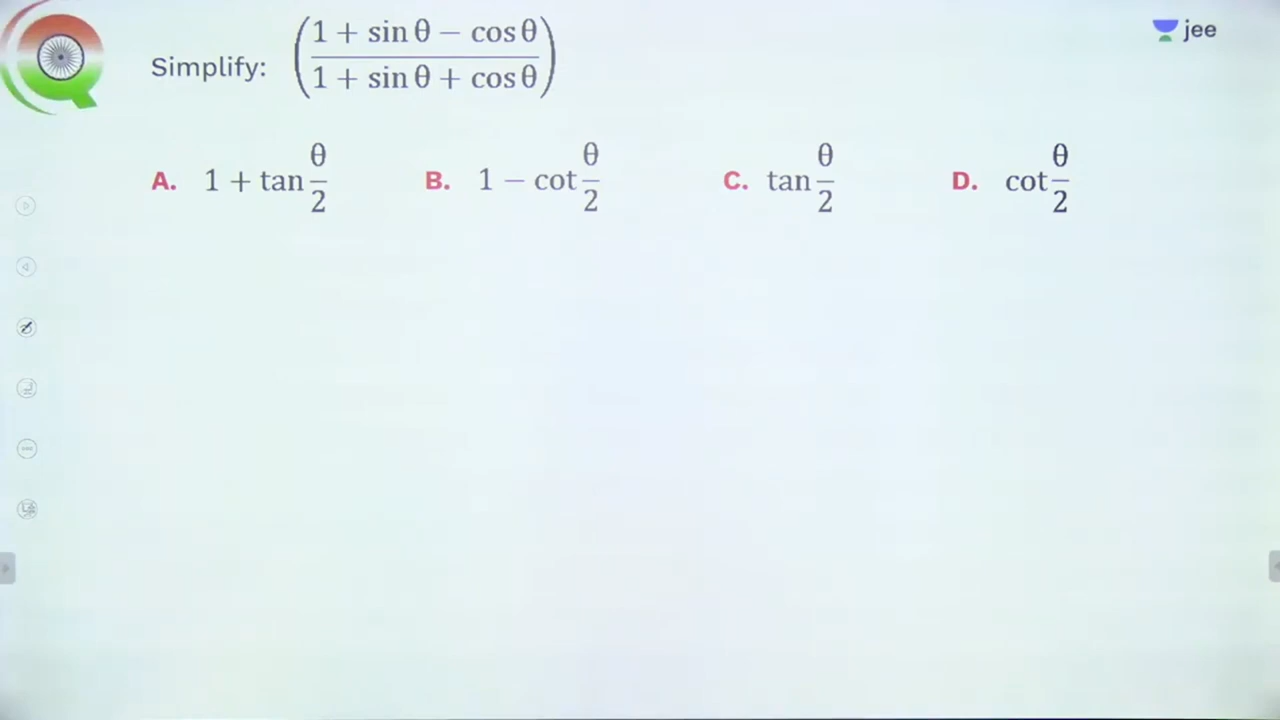 jee
Simplify: (1 + sin θ − cos θ / 1 + sin θ + cos θ)
A. 1 + tan θ/2 B. 1 − cot θ/2 C. tan θ/2 D. cot θ/2